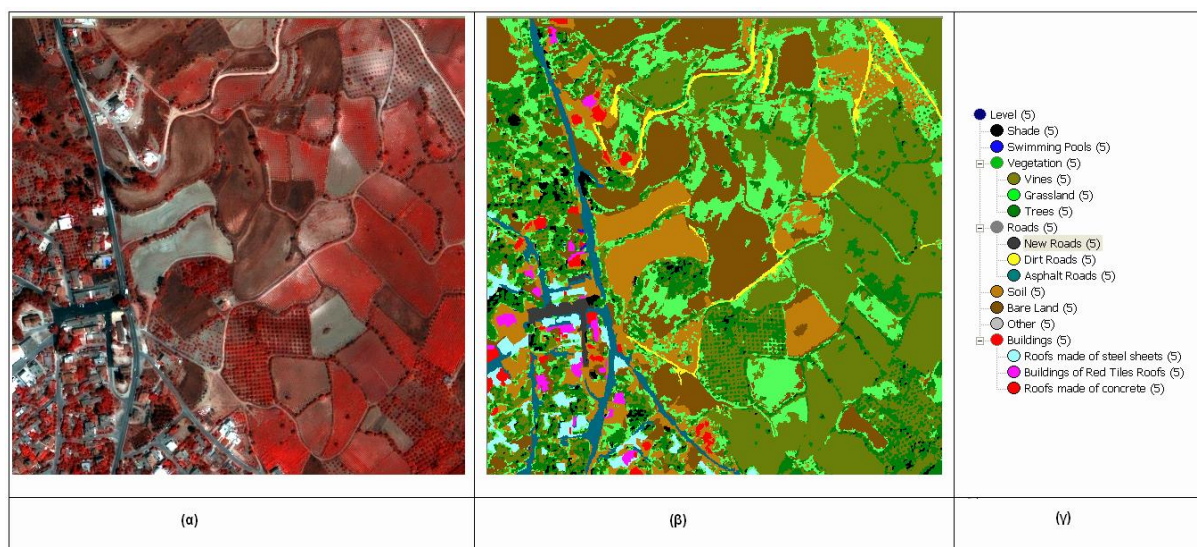 Level (5)
Shade (5)
Swimming Pools (5)
Vegetation (5)
Vines (5)
Grassland (5)
Trees (5)
Roads (5)
New Roads (5)
Dirt Roads (5)
Asphalt Roads (5)
Soil (5)
Bare Land (5)
Other (5)
Buildings (5)
Roofs made of steel sheets (5)
Buildings of Red Tiles Roofs (5)
Roofs made of concrete (5)
(α)
(β)
(γ)